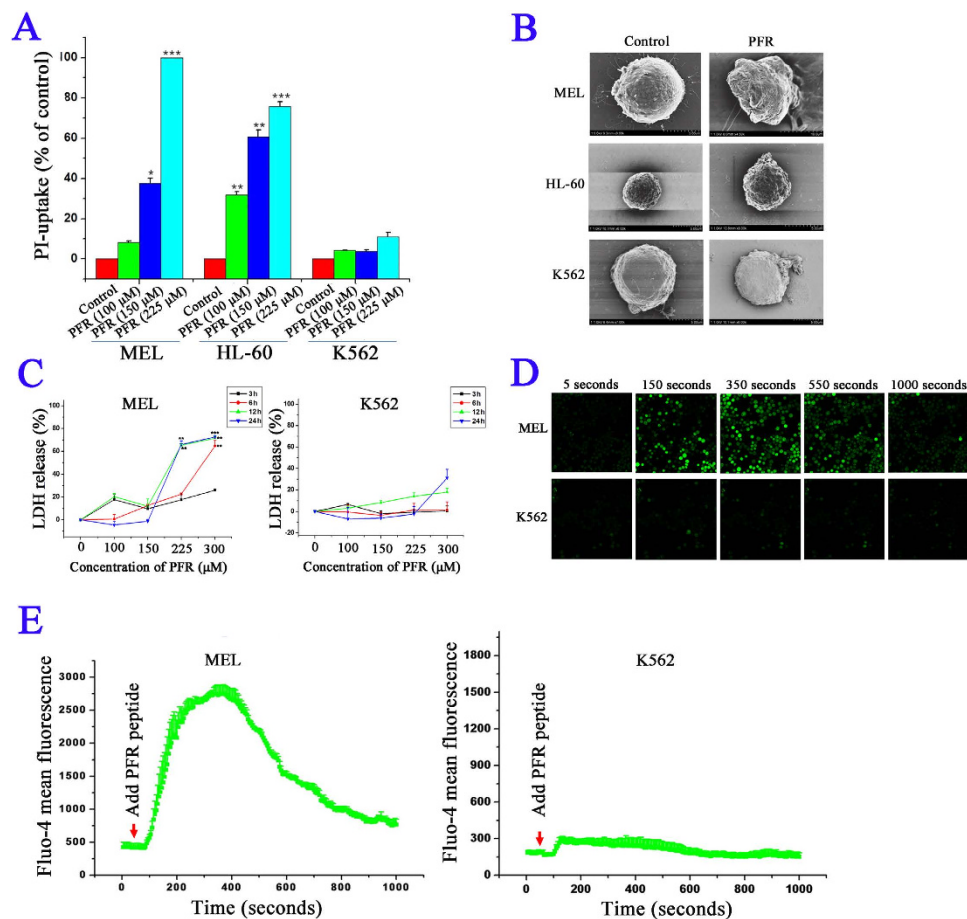 A
PI-uptake (% of control)
100
80
60
40
20
0
***
*
**
**
***
Control
PFR (100 μM)
PFR (150 μM)
PFR (225 μM)
Control
PFR (100 μM)
PFR (150 μM)
PFR (225 μM)
Control
PFR (100 μM)
PFR (150 μM)
PFR (225 μM)
MEL
HL-60
K562
B
Control
PFR
MEL
HL-60
K562
C
MEL
3h
6h
12h
24h
LDH release (%)
100
80
60
40
20
0
**
**
***
**
**
0
100
150
225
300
Concentration of PFR (μM)
K562
3h
6h
12h
24h
LDH release (%)
100
80
60
40
20
0
-20
0
100
150
225
300
Concentration of PFR (μM)
D
5 seconds
150 seconds
350 seconds
550 seconds
1000 seconds
MEL
K562
E
MEL
Fluo-4 mean fluorescence
3000
2500
2000
1500
1000
500
0
Add PFR peptide
0
200
400
600
800
1000
Time (seconds)
K562
Fluo-4 mean fluorescence
1800
1500
1200
900
600
300
0
Add PFR peptide
0
200
400
600
800
1000
Time (seconds)